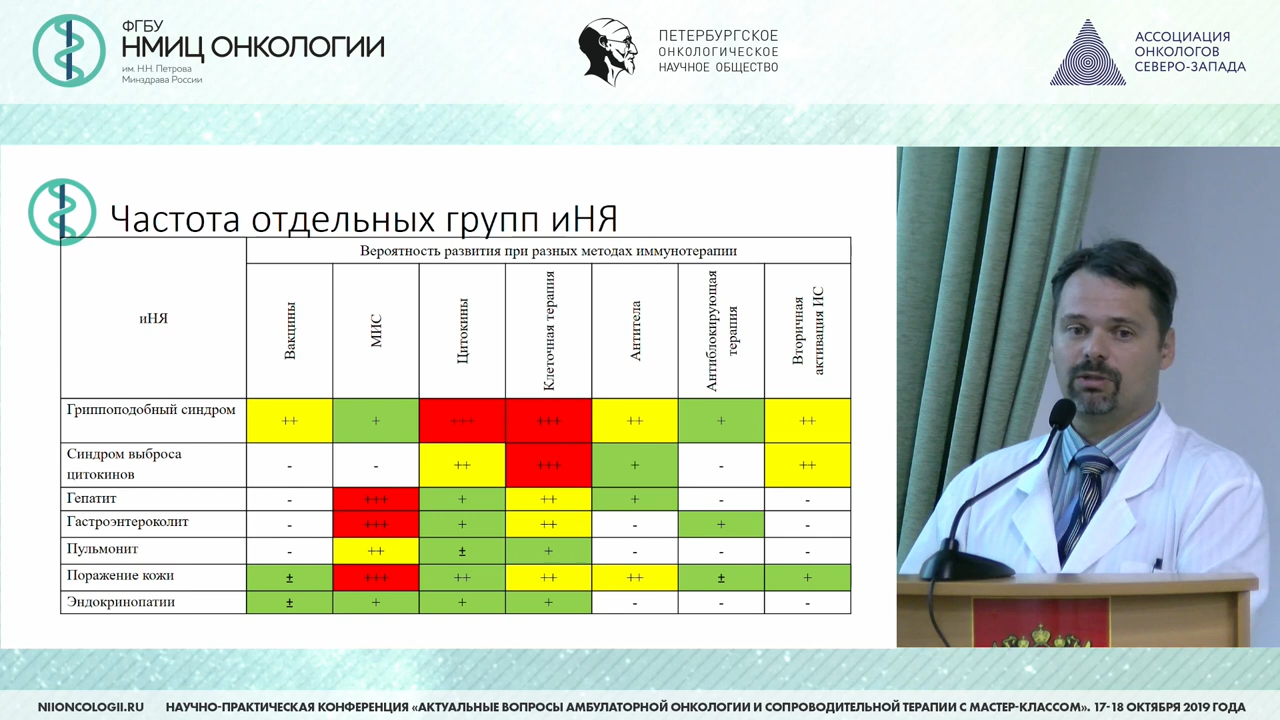 ФГБУ
НМИЦ ОНКОЛОГИИ
им. Н.Н. Петрова
Минздрава России
ПЕТЕРБУРГСКОЕ
ОНКОЛОГИЧЕСКОЕ
НАУЧНОЕ ОБЩЕСТВО
АССОЦИАЦИЯ
ОНКОЛОГОВ
СЕВЕРО-ЗАПАДА
Частота отдельных групп иНЯ
Вероятность развития при разных методах иммунотерапии
иНЯ
Вакцины
МИС
Цитокины
Клеточная терапия
Антитела
Антиблокирующая
терапия
Вторичная
активация ИС
Гриппоподобный синдром ++ + +++ +++ ++ + ++
Синдром выброса
цитокинов - - ++ +++ + - ++
Гепатит - +++ + ++ + - -
Гастроэнтероколит - +++ + ++ - + -
Пульмонит - ++ ± + - - -
Поражение кожи ± +++ ++ ++ ++ ± +
Эндокринопатии ± + + + - - -
NIIONCOLOGII.RU НАУЧНО-ПРАКТИЧЕСКАЯ КОНФЕРЕНЦИЯ «АКТУАЛЬНЫЕ ВОПРОСЫ АМБУЛАТОРНОЙ ОНКОЛОГИИ И СОПРОВОДИТЕЛЬНОЙ ТЕРАПИИ С МАСТЕР-КЛАССОМ». 17-18 ОКТЯБРЯ 2019 ГОДА